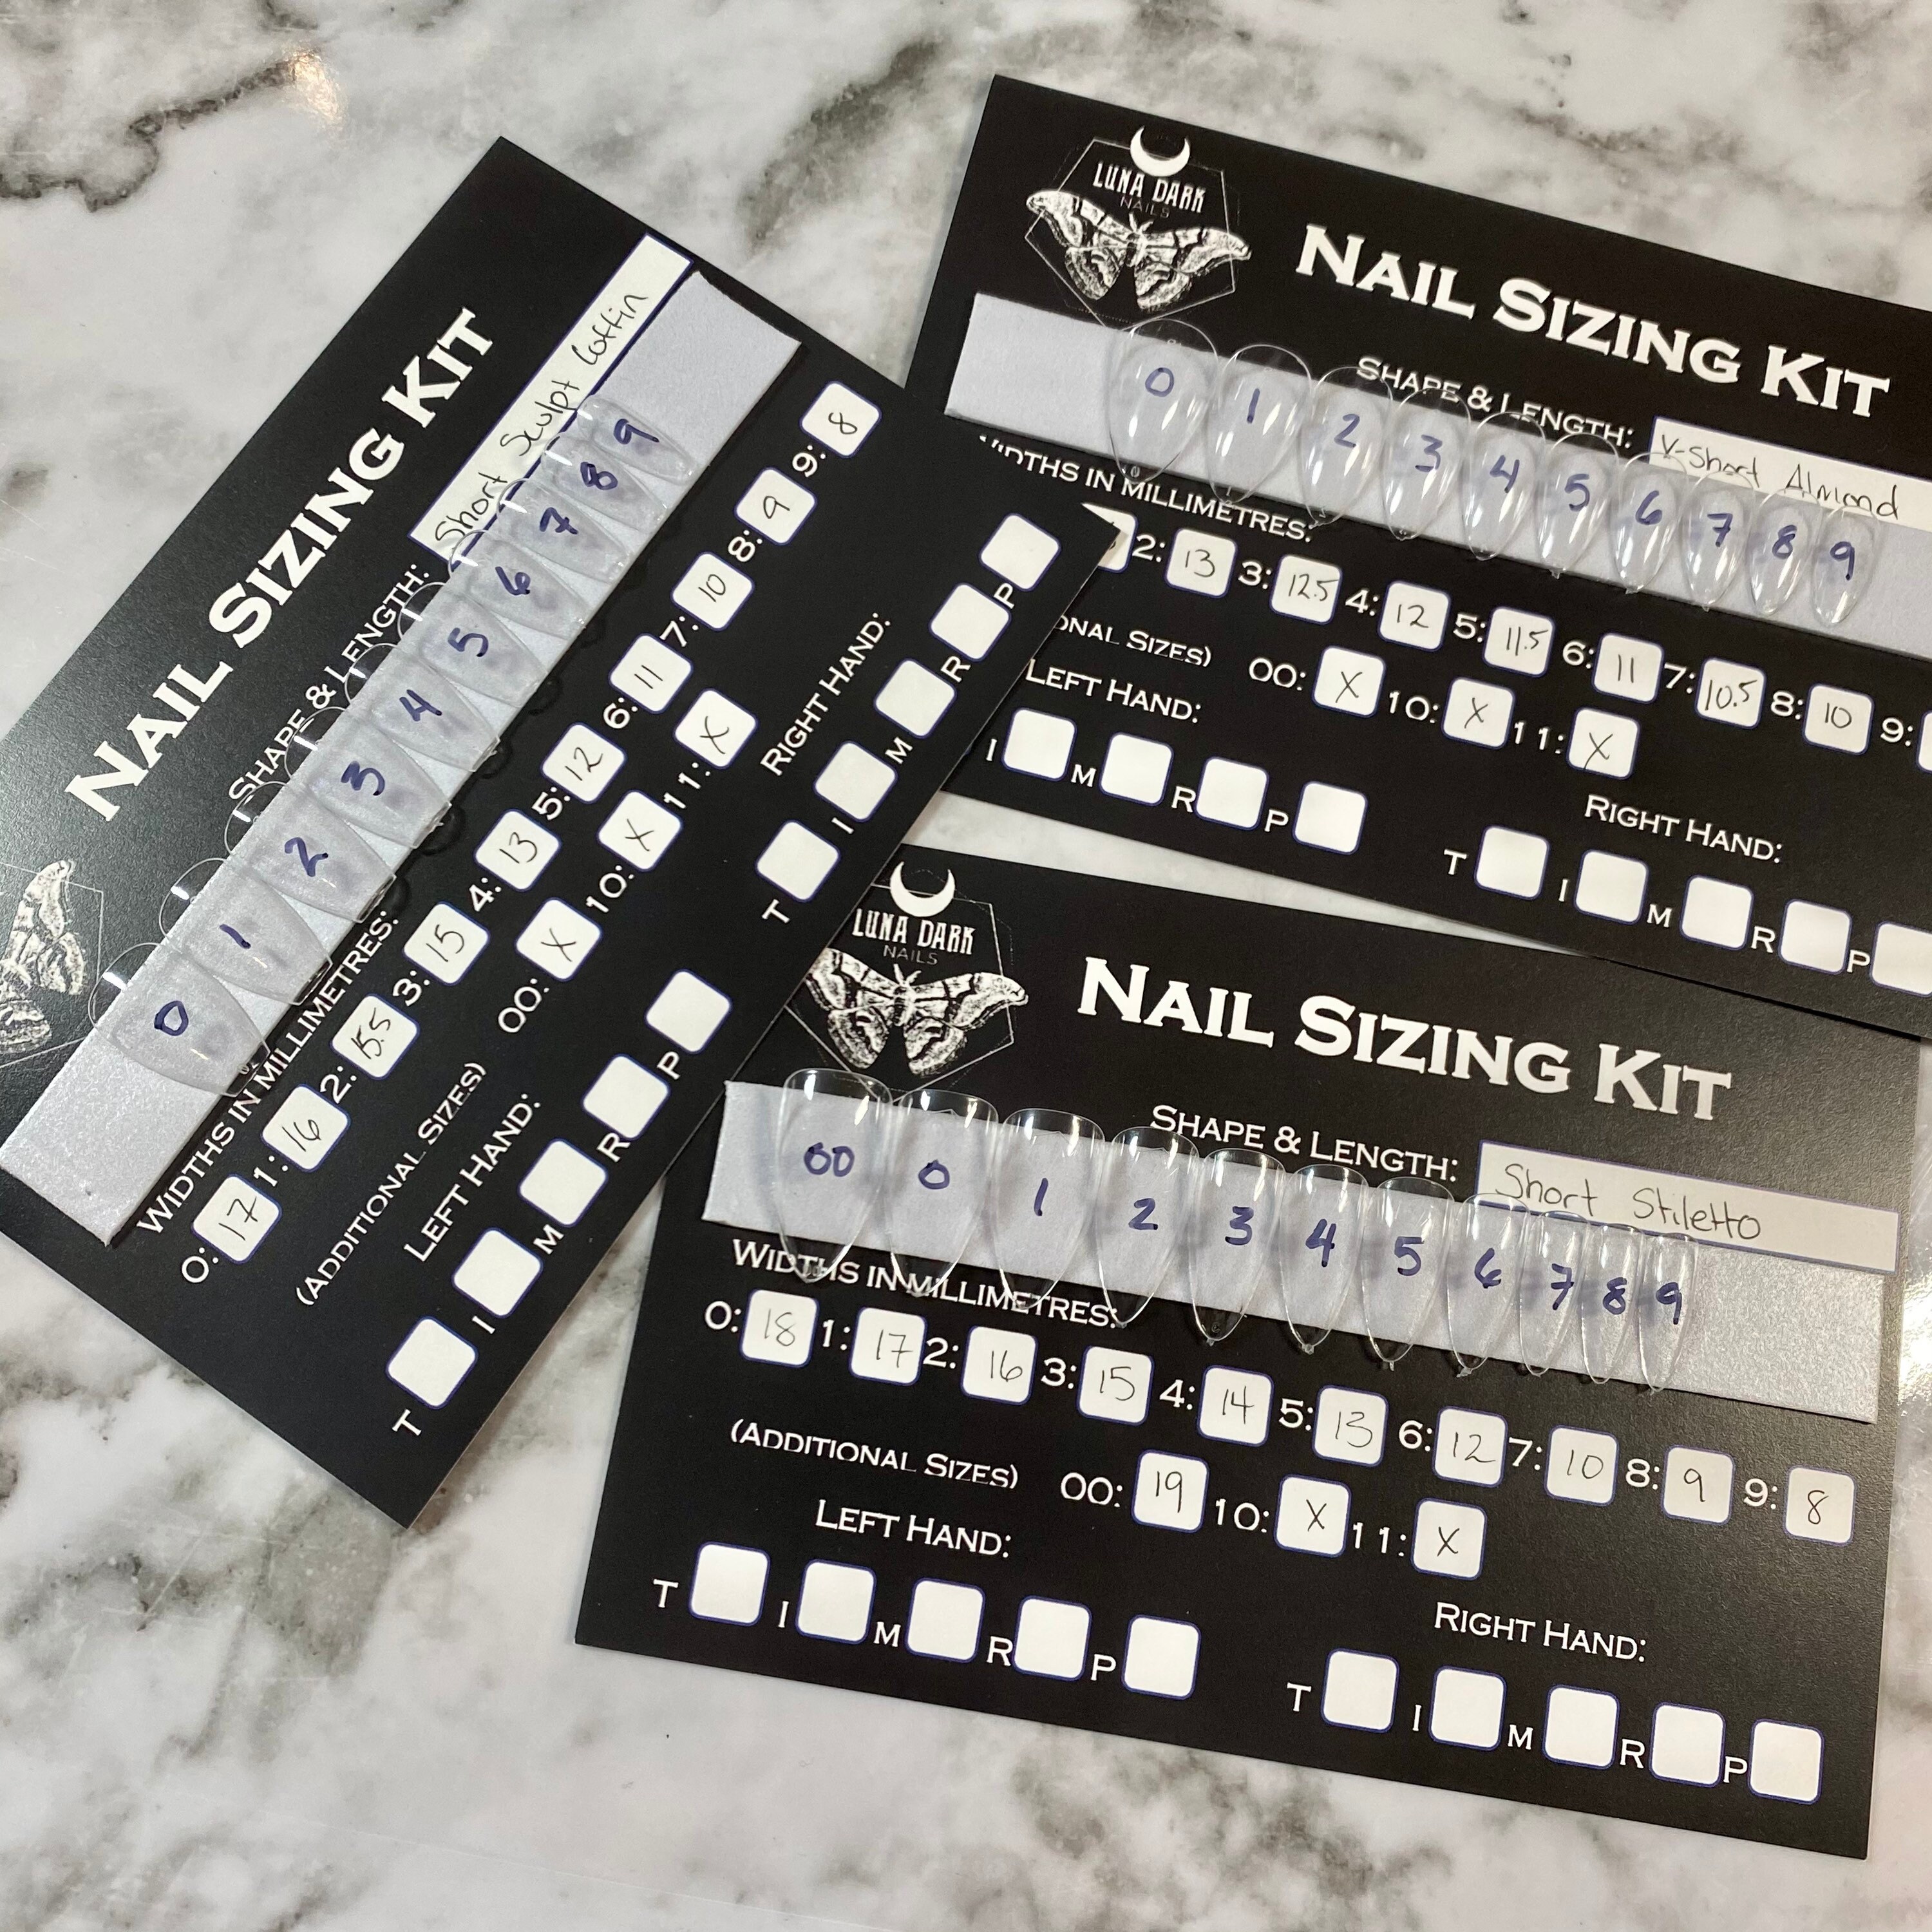 NAIL SIZING KIT
SHAPE & LENGTH: Short Sculpt Coffin
0 1 2 3 4 5 6 7 8 9
WIDTHS IN MILLIMETRES:
0: 17 1: 16 2: 15.5 3: 15 4: 13 5: 12 6: 11 7: 10 8: 9 9: 8
(ADDITIONAL SIZES) 00: X 10: X 11: X
LEFT HAND: RIGHT HAND:
T I M R P T I M R P
LUNA DARK
NAILS
NAIL SIZING KIT
SHAPE & LENGTH: V-Short Almond
0 1 2 3 4 5 6 7 8 9
IN MILLIMETRES:
2: 13 3: 12.5 4: 12 5: 11.5 6: 11 7: 10.5 8: 10 9:
SIZES) 00: X 10: X 11: X
LEFT HAND: RIGHT HAND:
I M R P T I M R P
LUNA DARK
NAILS
NAIL SIZING KIT
SHAPE & LENGTH: Short Stiletto
00 0 1 2 3 4 5 6 7 8 9
WIDTHS IN MILLIMETRES:
0: 18 1: 17 2: 16 3: 15 4: 14 5: 13 6: 12 7: 10 8: 9 9: 8
(ADDITIONAL SIZES) 00: 19 10: X 11: X
LEFT HAND: RIGHT HAND:
T I M R P T I M R P